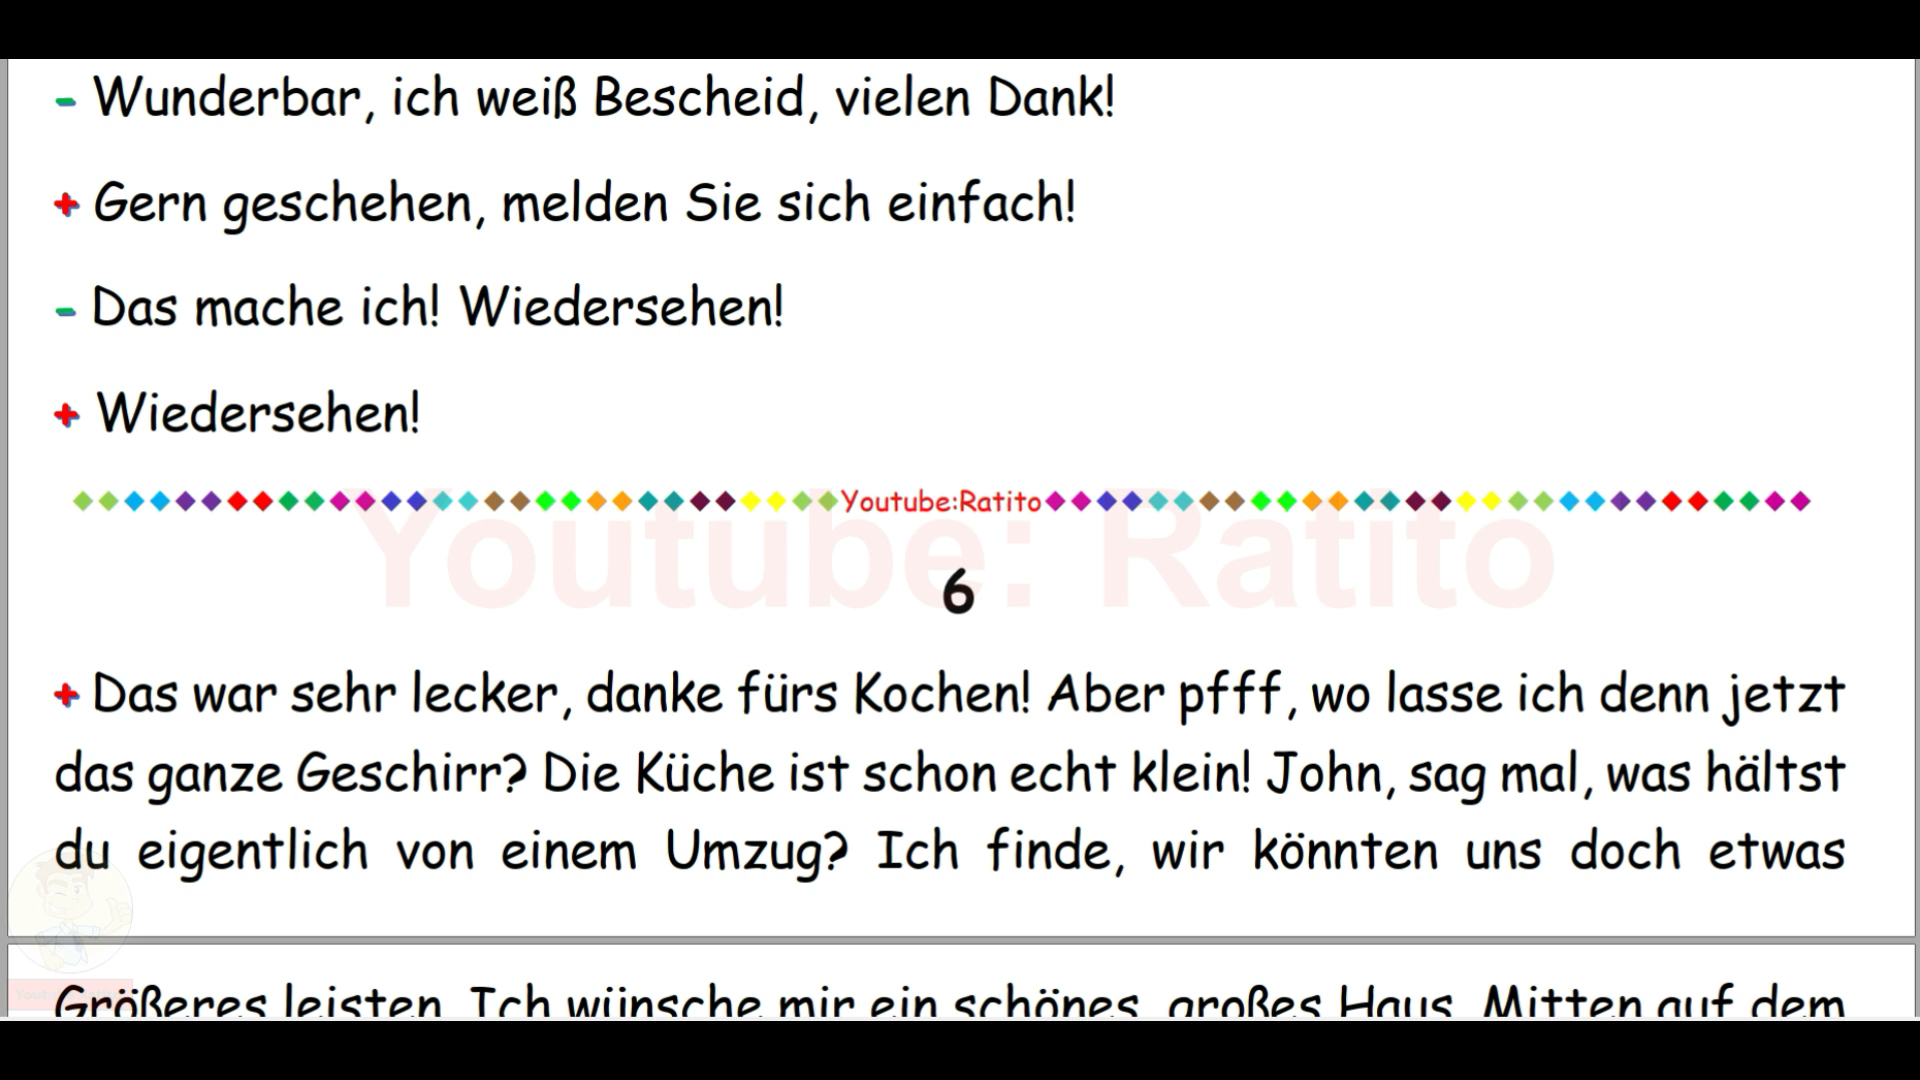 - Wunderbar, ich weiß Bescheid, vielen Dank!
+ Gern geschehen, melden Sie sich einfach!
- Das mache ich! Wiedersehen!
+ Wiedersehen!
Youtube:Ratito
Youtube: Ratito
6
+ Das war sehr lecker, danke fürs Kochen! Aber pfff, wo lasse ich denn jetzt
das ganze Geschirr? Die Küche ist schon echt klein! John, sag mal, was hältst
du eigentlich von einem Umzug? Ich finde, wir könnten uns doch etwas
Größeres leisten. Ich wünsche mir ein schönes, großes Haus. Mitten auf dem